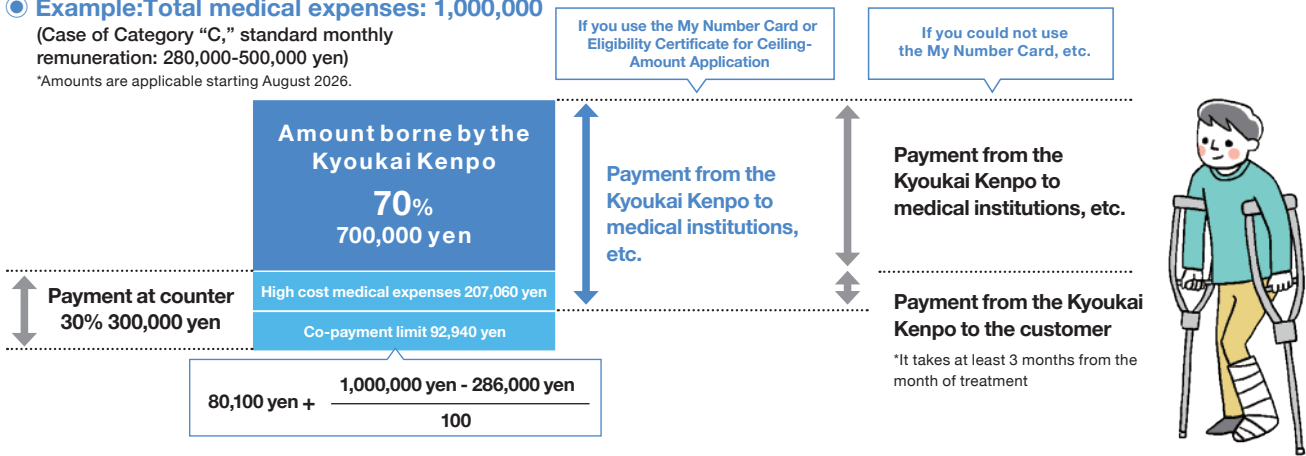 Example:Total medical expenses: 1,000,000
(Case of Category “C,” standard monthly
remuneration: 280,000-500,000 yen)
*Amounts are applicable starting August 2026.
If you use the My Number Card or
Eligibility Certificate for Ceiling-
Amount Application
If you could not use
the My Number Card, etc.
Amount borne by the
Kyoukai Kenpo
70%
700,000 yen
Payment from the
Kyoukai Kenpo to
medical institutions,
etc.
Payment from the
Kyoukai Kenpo to
medical institutions, etc.
Payment at counter
30% 300,000 yen
High cost medical expenses 207,060 yen
Co-payment limit 92,940 yen
Payment from the Kyoukai
Kenpo to the customer
*It takes at least 3 months from the
month of treatment
80,100 yen + 1,000,000 yen - 286,000 yen
100